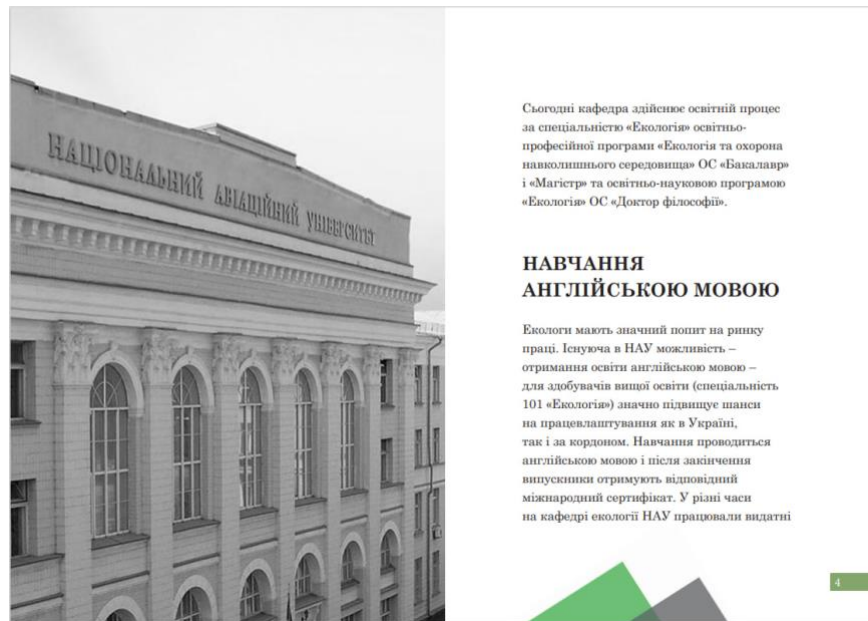 НАЦІОНАЛЬНИЙ АВІАЦІЙНИЙ УНІВЕРСИТЕТ
Сьогодні кафедра здійснює освітній процес
за спеціальністю «Екологія» освітньо-
професійної програми «Екологія та охорона
навколишнього середовища» ОС «Бакалавр»
і «Магістр» та освітньо-науковою програмою
«Екологія» ОС «Доктор філософії».
НАВЧАННЯ
АНГЛІЙСЬКОЮ МОВОЮ
Екологи мають значний попит на ринку
праці. Існуюча в НАУ можливість –
отримання освіти англійською мовою –
для здобувачів вищої освіти (спеціальність
101 «Екологія») значно підвищує шанси
на працевлаштування як в Україні,
так і за кордоном. Навчання проводиться
англійською мовою і після закінчення
випускники отримують відповідний
міжнародний сертифікат. У різні часи
на кафедрі екології НАУ працювали видатні
4